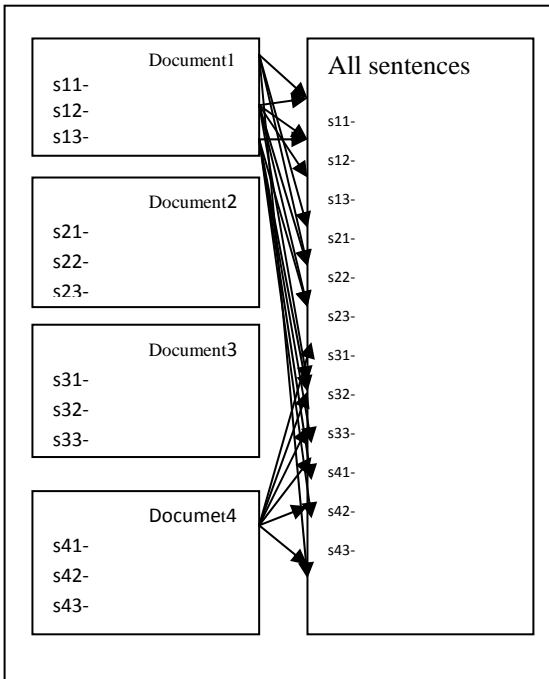 Document1
s11-
s12-
s13-
Document2
s21-
s22-
s23-
Document3
s31-
s32-
s33-
Documet4
s41-
s42-
s43-
All sentences
s11-
s12-
s13-
s21-
s22-
s23-
s31-
s32-
s33-
s41-
s42-
s43-